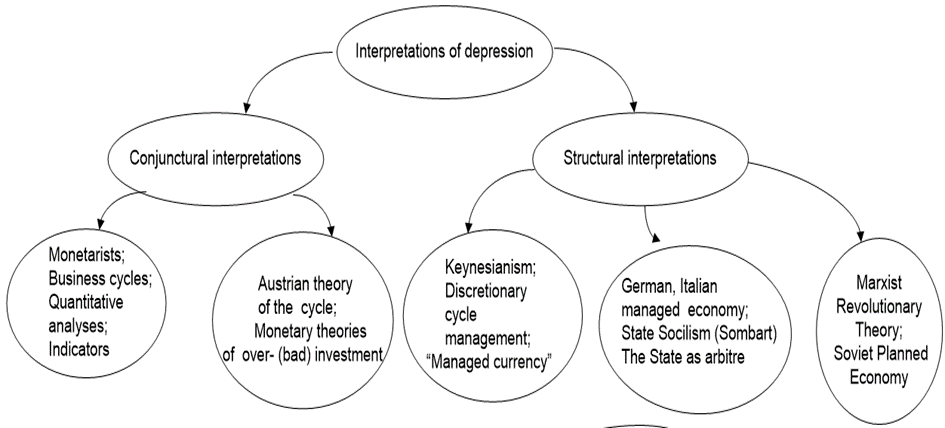 Interpretations of depression
Conjunctural interpretations
Structural interpretations
Monetarists;
Business cycles;
Quantitative
analyses;
Indicators
Austrian theory
of the cycle;
Monetary theories
of over- (bad) investment
Keynesianism;
Discretionary
cycle
management;
“Managed currency”
German, Italian
managed economy;
State Socilism (Sombart)
The State as arbitre
Marxist
Revolutionary
Theory;
Soviet Planned
Economy